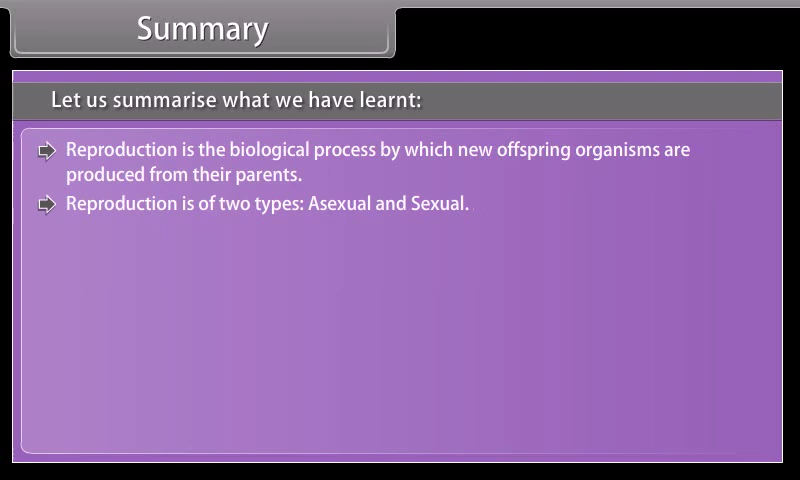 Summary
Let us summarise what we have learnt:
Reproduction is the biological process by which new offspring organisms are
produced from their parents.
Reproduction is of two types: Asexual and Sexual.